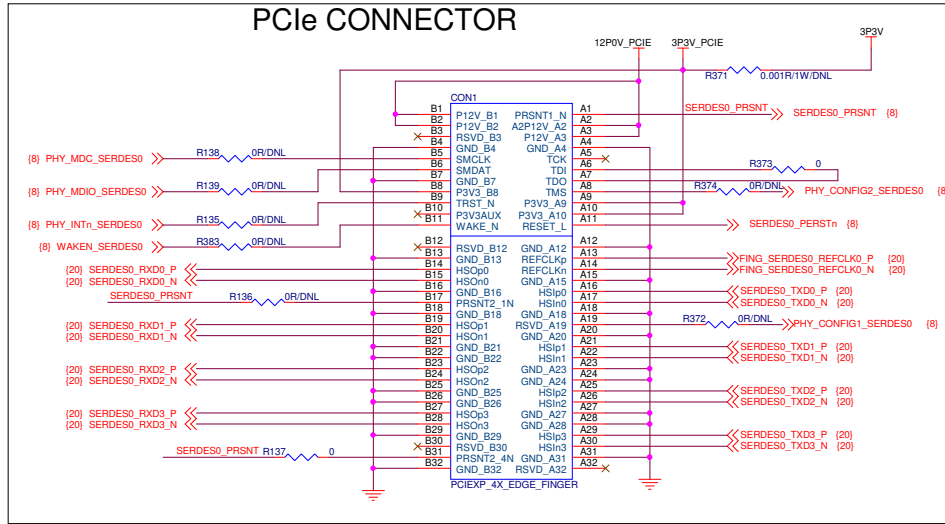 PCIe CONNECTOR
12P0V_PCIE 3P3V_PCIE 3P3V
R371 0.001R/1W/DNL
CON1
B1 P12V_B1 PRSNT1_N A1 SERDES0_PRSNT SERDES0_PRSNT {8}
B2 P12V_B2 A2P12V_A2 A2
B3 RSVD_B3 P12V_A3 A3
B4 GND_B4 GND_A4 A4
{8} PHY_MDC_SERDES0 R138 0R/DNL B5 SMCLK TCK A5
B6 SMDAT TDI A6 R373 0
{8} PHY_MDIO_SERDES0 R139 0R/DNL B7 GND_B7 TDO A7
B8 P3V3_B8 TMS A8 R374 0R/DNL PHY_CONFIG2_SERDES0 {8
B9 TRST_N P3V3_A9 A9
{8} PHY_INTn_SERDES0 R135 0R/DNL B10 P3V3AUX P3V3_A10 A10
B11 WAKE_N RESET_L A11 SERDES0_PERSTn {8}
{8} WAKEN_SERDES0 R383 0R/DNL
B12 RSVD_B12 GND_A12 A12
B13 GND_B13 REFCLKp A13 FING_SERDES0_REFCLK0_P {20}
{20} SERDES0_RXD0_P B14 HSOp0 REFCLKn A14 FING_SERDES0_REFCLK0_N {20}
{20} SERDES0_RXD0_N B15 HSOn0 GND_A15 A15
B16 GND_B16 HSIp0 A16 SERDES0_TXD0_P {20}
SERDES0_PRSNT R136 0R/DNL B17 PRSNT2_1N HSIn0 A17 SERDES0_TXD0_N {20}
B18 GND_B18 GND_A18 A18
{20} SERDES0_RXD1_P B19 HSOp1 RSVD_A19 A19 R372 0R/DNL PHY_CONFIG1_SERDES0 {8}
{20} SERDES0_RXD1_N B20 HSOn1 GND_A20 A20
B21 GND_B21 HSIp1 A21 SERDES0_TXD1_P {20}
B22 GND_B22 HSIn1 A22 SERDES0_TXD1_N {20}
{20} SERDES0_RXD2_P B23 HSOp2 GND_A23 A23
{20} SERDES0_RXD2_N B24 HSOn2 GND_A24 A24
B25 GND_B25 HSIp2 A25 SERDES0_TXD2_P {20}
B26 GND_B26 HSIn2 A26 SERDES0_TXD2_N {20}
{20} SERDES0_RXD3_P B27 HSOp3 GND_A27 A27
{20} SERDES0_RXD3_N B28 HSOn3 GND_A28 A28
B29 GND_B29 HSIp3 A29 SERDES0_TXD3_P {20}
B30 RSVD_B30 HSIn3 A30 SERDES0_TXD3_N {20}
SERDES0_PRSNT R137 0 B31 PRSNT2_4N GND_A31 A31
B32 GND_B32 RSVD_A32 A32
PCIEXP_4X_EDGE_FINGER